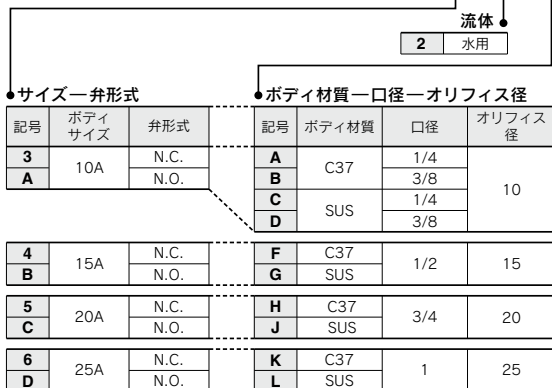 流体
2 水用
サイズ―弁形式
記号 ボディサイズ 弁形式
3 10A N.C.
A N.O.
4 15A N.C.
B N.O.
5 20A N.C.
C N.O.
6 25A N.C.
D N.O.
ボディ材質―口径―オリフィス径
記号 ボディ材質 口径 オリフィス径
A C37 1/4 10
B 3/8
C SUS 1/4
D 3/8
F C37 1/2 15
G SUS
H C37 3/4 20
J SUS
K C37 1 25
L SUS